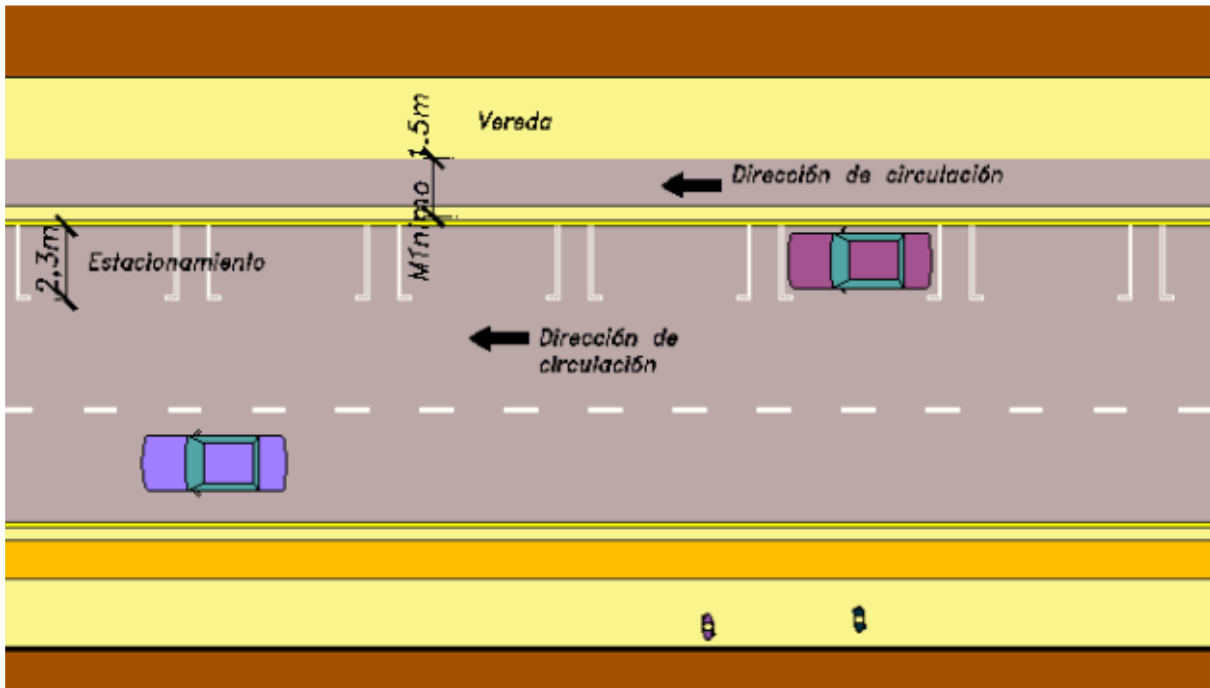 Vereda
Mínimo 1.5m
Dirección de circulación
2,3m
Estacionamiento
Dirección de
circulación